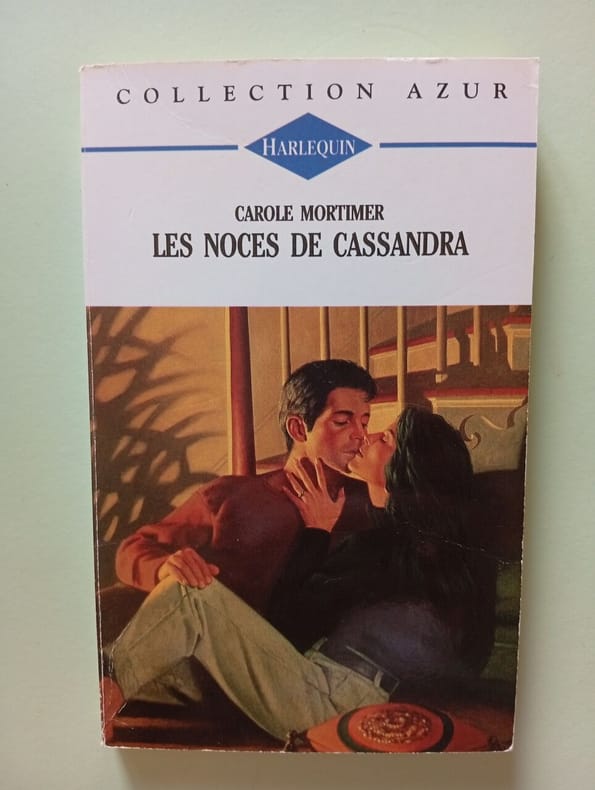 COLLECTION AZUR
HARLEQUIN
CAROLE MORTIMER
LES NOCES DE CASSANDRA